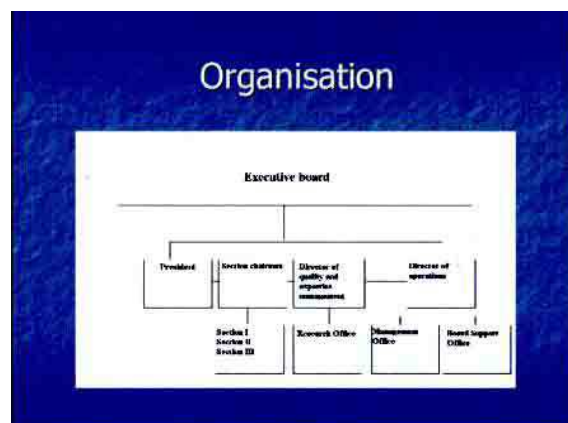 Organisation
Executive board
President
Section chairmen
Director of
quality and
expertise
management
Director of
operations
Section I
Section II
Section III
Research Office
Management
Office
Board Support
Office